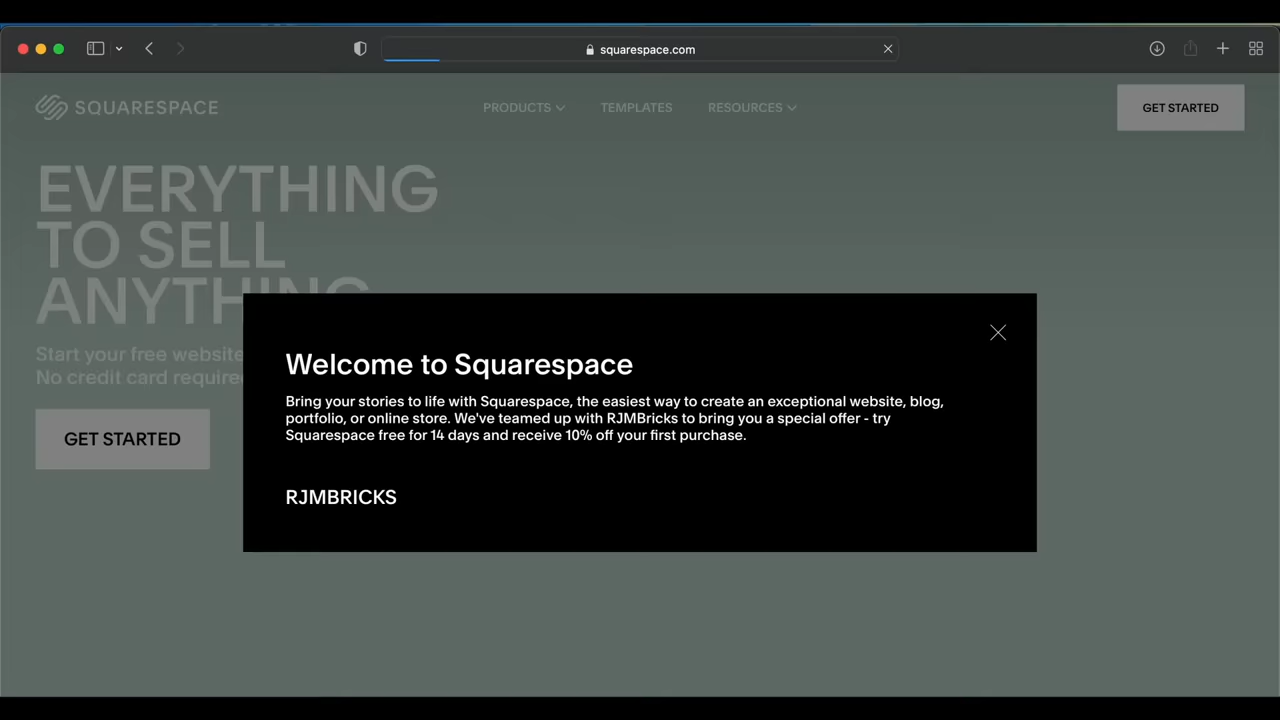 squarespace.com
SQUARESPACE
PRODUCTS
TEMPLATES
RESOURCES
GET STARTED
EVERYTHING
TO SELL
ANYTHING
Start your free website
No credit card required
GET STARTED
Welcome to Squarespace
Bring your stories to life with Squarespace, the easiest way to create an exceptional website, blog,
portfolio, or online store. We've teamed up with RJMBricks to bring you a special offer - try
Squarespace free for 14 days and receive 10% off your first purchase.
RJMBRICKS